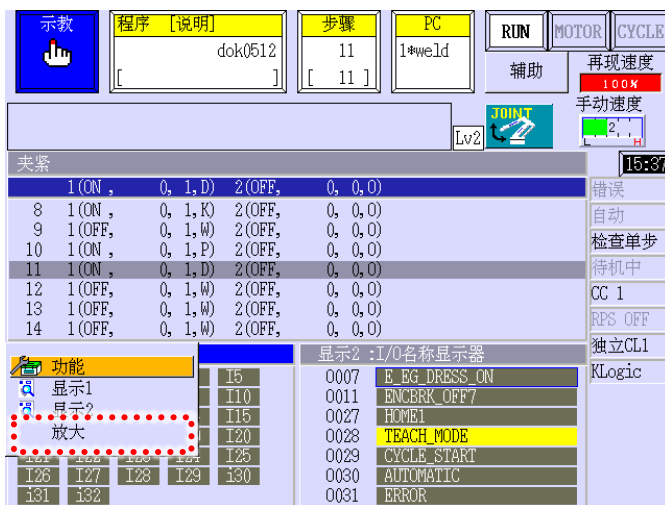 示教
程序 [说明]
dok0512
[ ]
步骤
11
[ 11 ]
PC
1*weld
RUN MOTOR CYCLE
辅助
再现速度
100%
手动速度
2
L H
Lv2
JOINT
夹紧
15:37
1(ON , 0, 1,D) 2(OFF, 0, 0,O)
8 1(ON , 0, 1,K) 2(OFF, 0, 0,O)
9 1(OFF, 0, 1,W) 2(OFF, 0, 0,O)
10 1(ON , 0, 1,P) 2(OFF, 0, 0,O)
11 1(ON , 0, 1,D) 2(OFF, 0, 0,O)
12 1(OFF, 0, 1,W) 2(OFF, 0, 0,O)
13 1(OFF, 0, 1,W) 2(OFF, 0, 0,O)
14 1(OFF, 0, 1,W) 2(OFF, 0, 0,O)
错误
自动
检查单步
待机中
CC 1
RPS OFF
独立CL1
KLogic
功能
显示1
显示2
放大
I5
I10
I15
I20
I25
I26 I27 I28 I29 i30
i31 i32
显示2 :I/O名称显示器
0007 E_EG_DRESS_ON
0011 ENCBRK_OFF7
0027 HOME1
0028 TEACH_MODE
0029 CYCLE_START
0030 AUTOMATIC
0031 ERROR